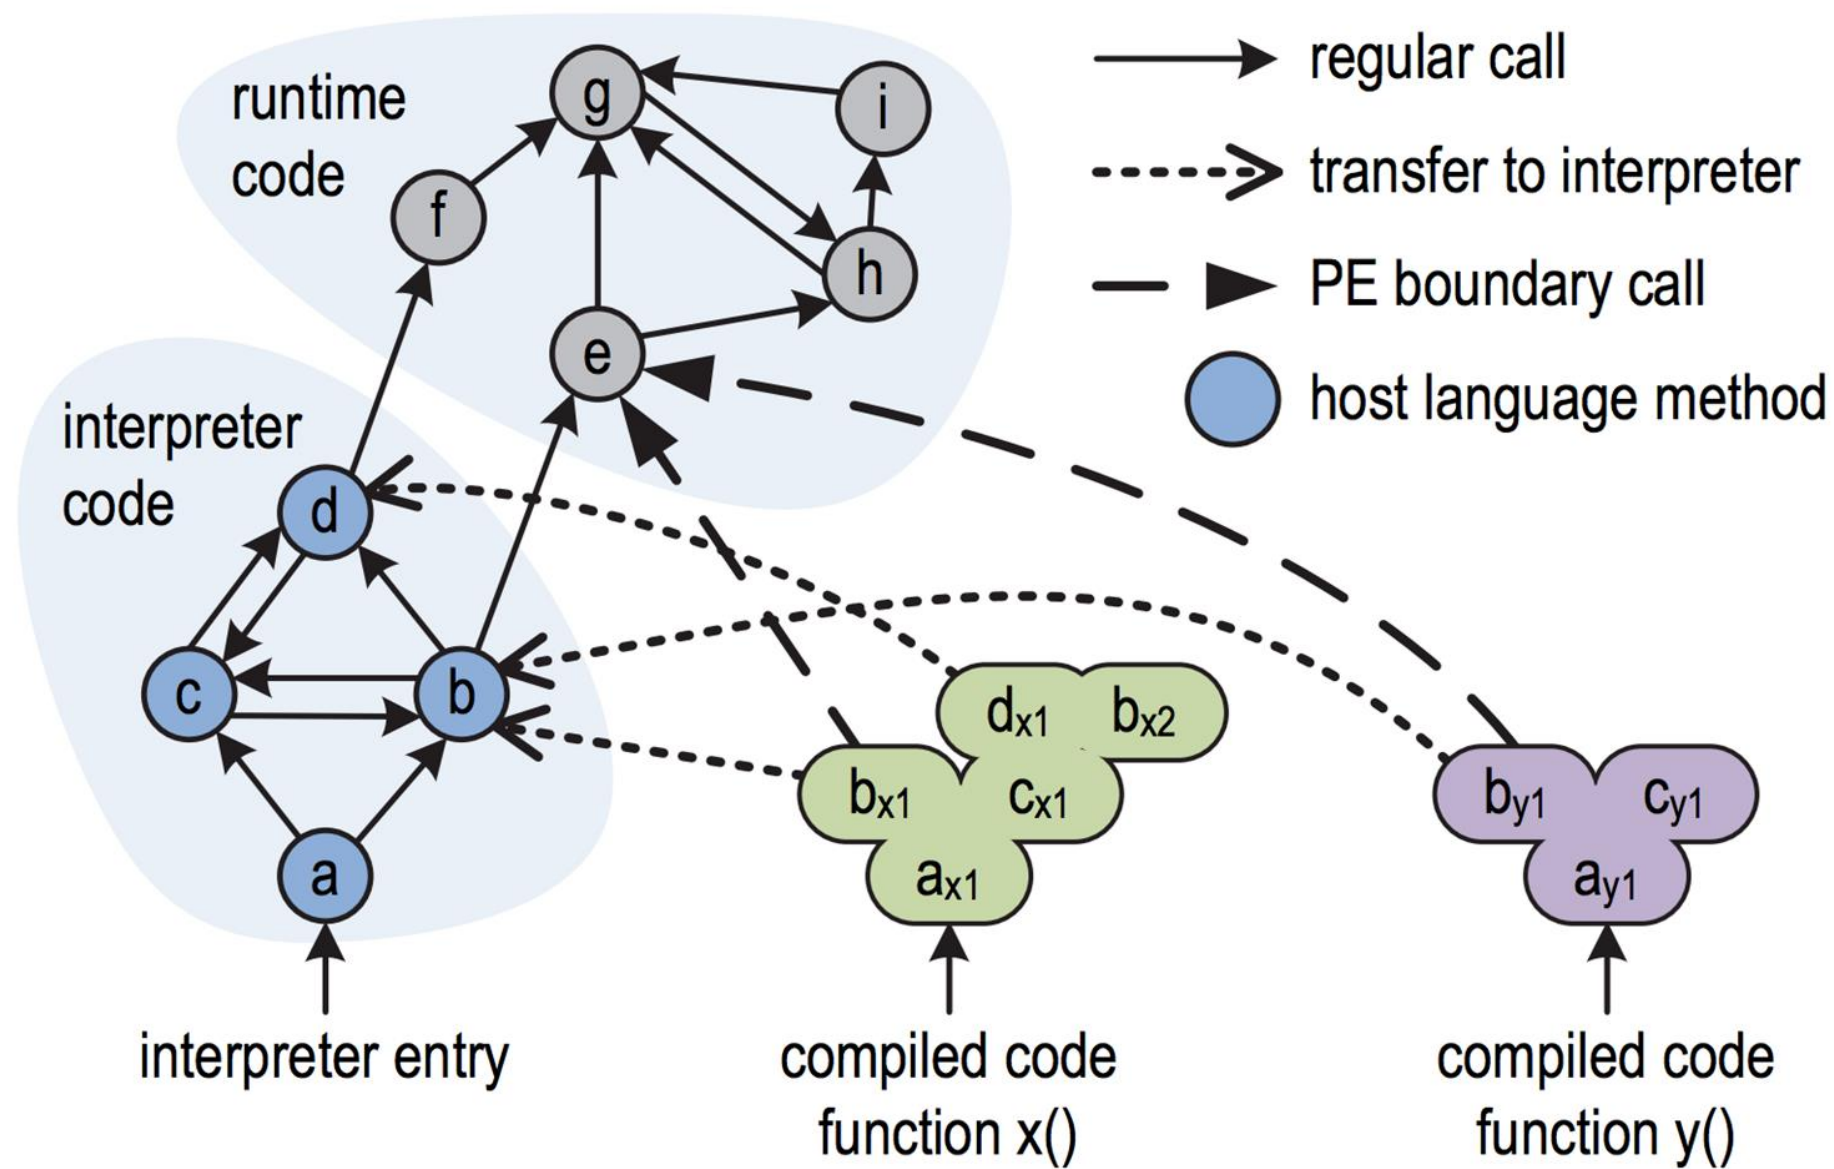 runtime
code
g
i
f
h
e
regular call
transfer to interpreter
PE boundary call
host language method
interpreter
code
d
c
b
a
interpreter entry
dx1
bx2
bx1
cx1
ax1
compiled code
function x()
by1
cy1
ay1
compiled code
function y()